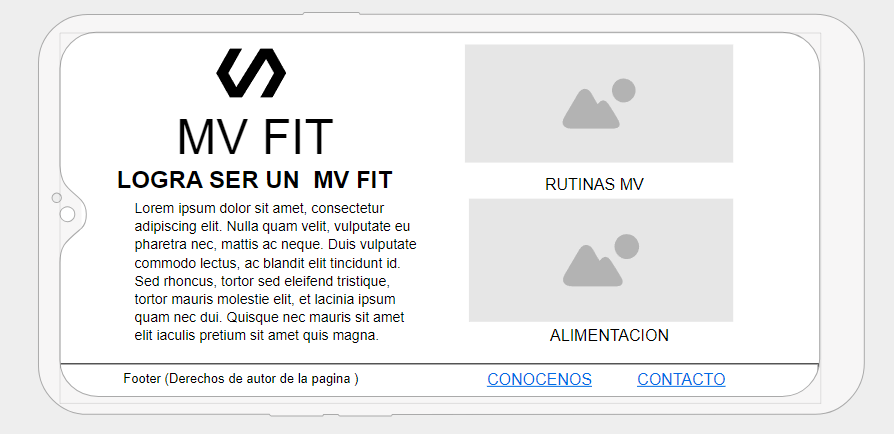 MV FIT
LOGRA SER UN  MV FIT
Lorem ipsum dolor sit amet, consectetur
adipiscing elit. Nulla quam velit, vulputate eu
pharetra nec, mattis ac neque. Duis vulputate
commodo lectus, ac blandit elit tincidunt id.
Sed rhoncus, tortor sed eleifend tristique,
tortor mauris molestie elit, et lacinia ipsum
quam nec dui. Quisque nec mauris sit amet
elit iaculis pretium sit amet quis magna.
RUTINAS MV
ALIMENTACION
Footer (Derechos de autor de la pagina )
CONOCENOS
CONTACTO